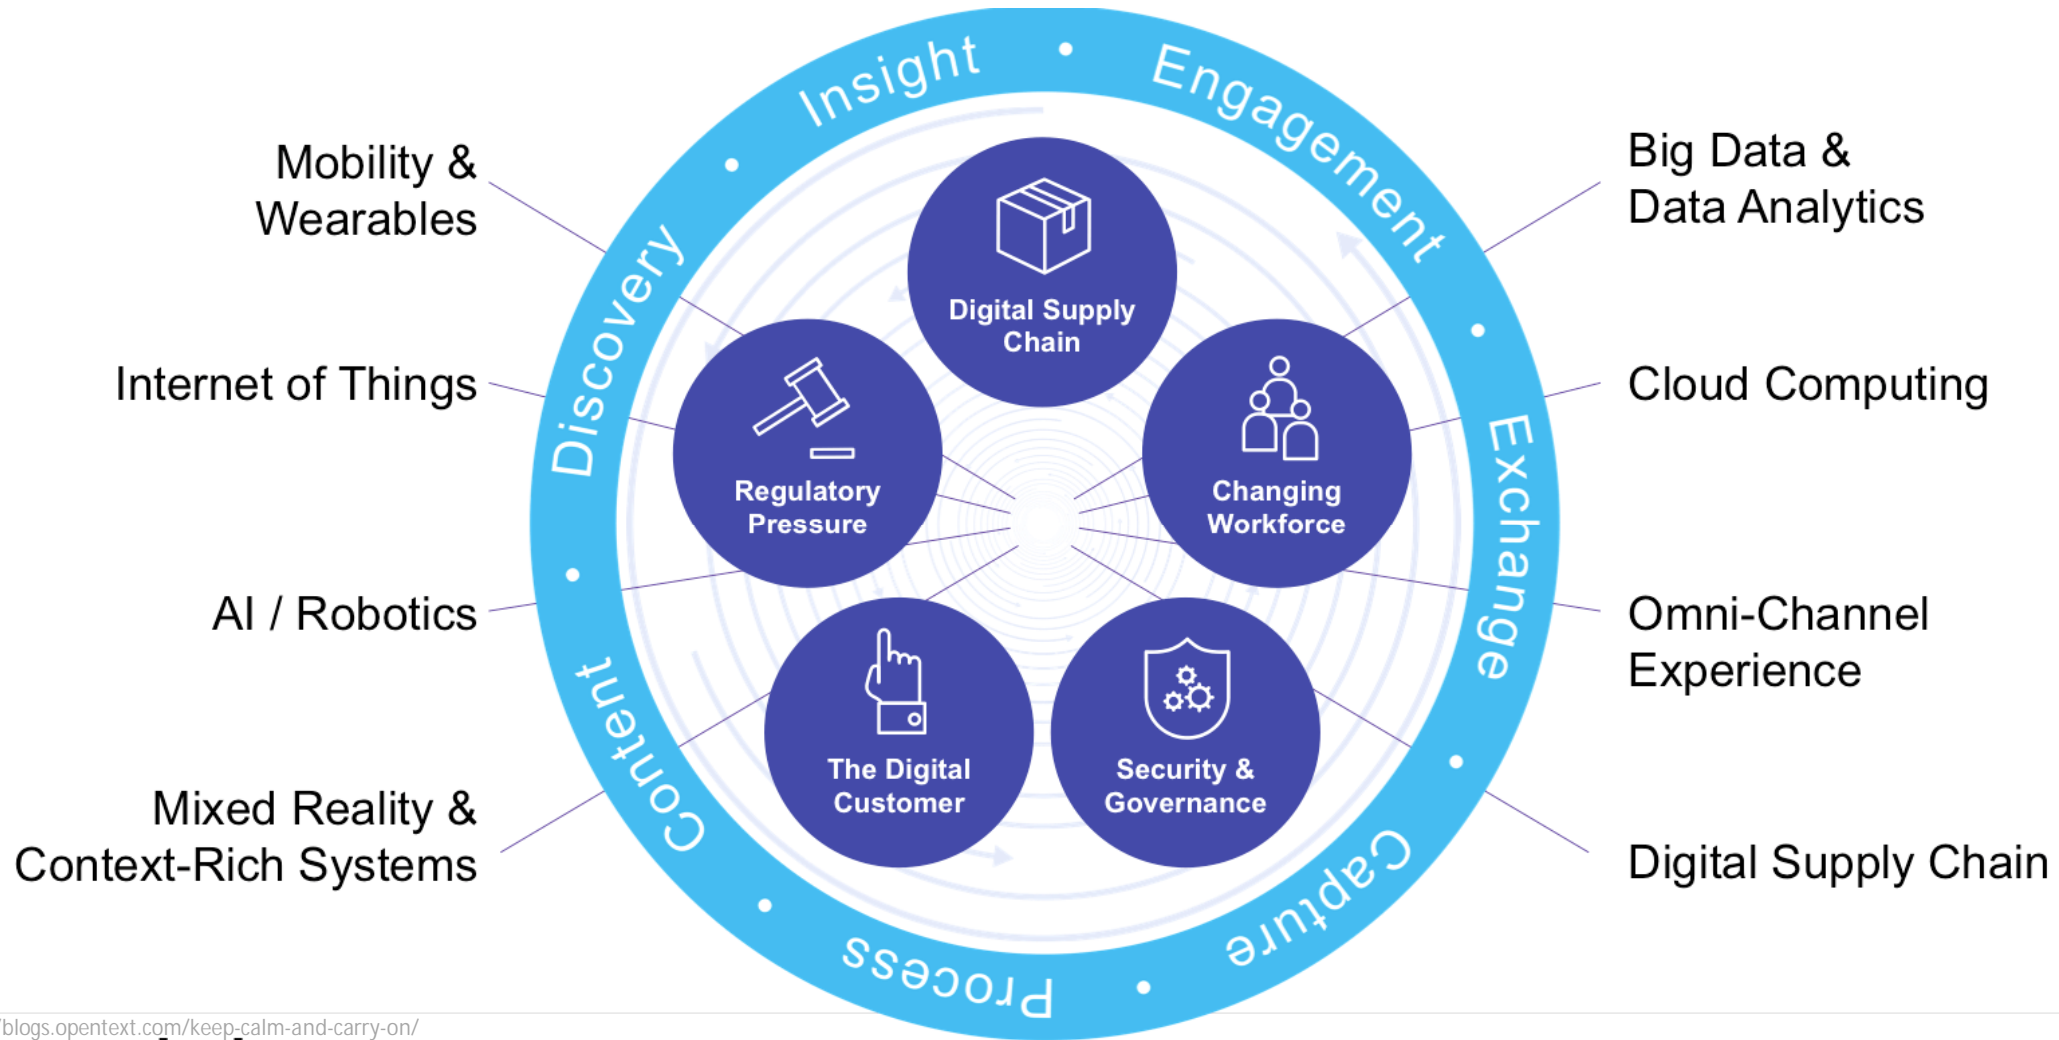 Insight
Engagement
Exchange
Capture
Process
Content
Discovery
Mobility &
Wearables
Internet of Things
AI / Robotics
Mixed Reality &
Context-Rich Systems
Digital Supply
Chain
Regulatory
Pressure
Changing
Workforce
The Digital
Customer
Security &
Governance
Big Data &
Data Analytics
Cloud Computing
Omni-Channel
Experience
Digital Supply Chain
/blogs.opentext.com/keep-calm-and-carry-on/